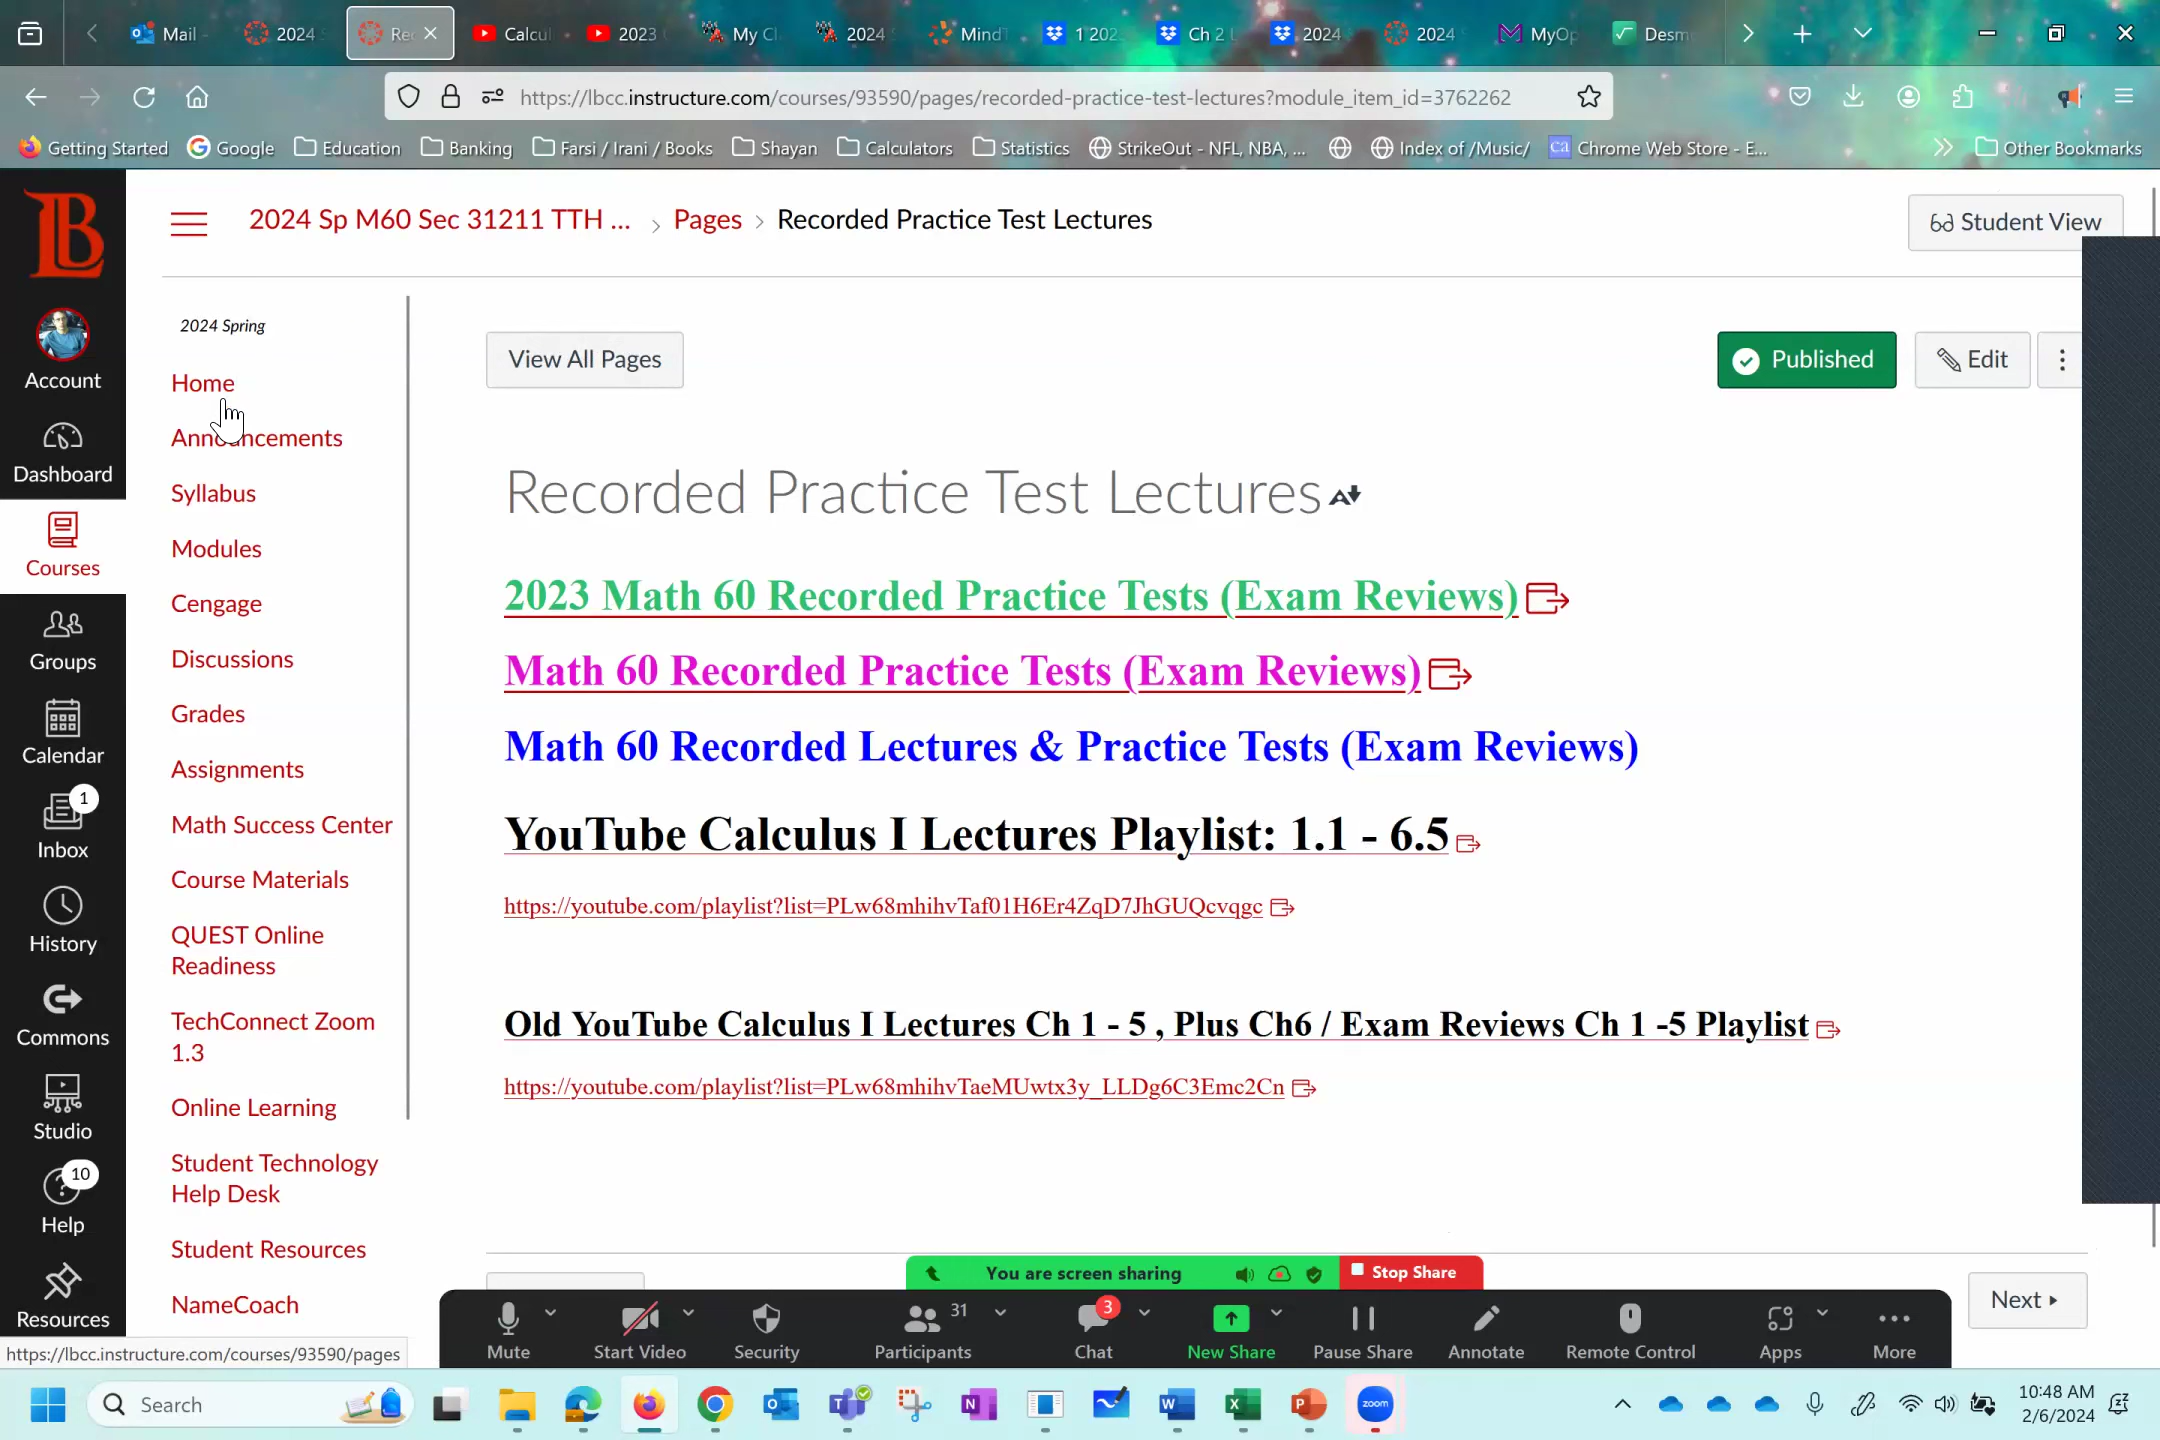 Mail -
2024 S
Rec
Calcul
2023
My Cl
2024 S
MindT
1 202
Ch 2 L
2024
2024
MyOp
Desm
https://lbcc.instructure.com/courses/93590/pages/recorded-practice-test-lectures?module_item_id=3762262
Getting Started
Google
Education
Banking
Farsi / Irani / Books
Shayan
Calculators
Statistics
StrikeOut - NFL, NBA, ...
Index of /Music/
ca
Chrome Web Store - E...
Other Bookmarks
2024 Sp M60 Sec 31211 TTH ... > Pages > Recorded Practice Test Lectures
Student View
Account
Dashboard
Courses
Groups
Calendar
1
Inbox
History
Commons
Studio
10
Help
Resources
2024 Spring
Home
Announcements
Syllabus
Modules
Cengage
Discussions
Grades
Assignments
Math Success Center
Course Materials
QUEST Online
Readiness
TechConnect Zoom
1.3
Online Learning
Student Technology
Help Desk
Student Resources
NameCoach
View All Pages
Published
Edit
Recorded Practice Test Lectures
2023 Math 60 Recorded Practice Tests (Exam Reviews)
Math 60 Recorded Practice Tests (Exam Reviews)
Math 60 Recorded Lectures & Practice Tests (Exam Reviews)
YouTube Calculus I Lectures Playlist: 1.1 - 6.5
https://youtube.com/playlist?list=PLw68mhihvTaf01H6Er4ZqD7JhGUQcvqgc
Old YouTube Calculus I Lectures Ch 1 - 5 , Plus Ch6 / Exam Reviews Ch 1 -5 Playlist
https://youtube.com/playlist?list=PLw68mhihvTaeMUwtx3y_LLDg6C3Emc2Cn
You are screen sharing
Stop Share
Next
Mute
Start Video
Security
31
Participants
3
Chat
New Share
Pause Share
Annotate
Remote Control
Apps
More
https://lbcc.instructure.com/courses/93590/pages
Search
zoom
10:48 AM
2/6/2024